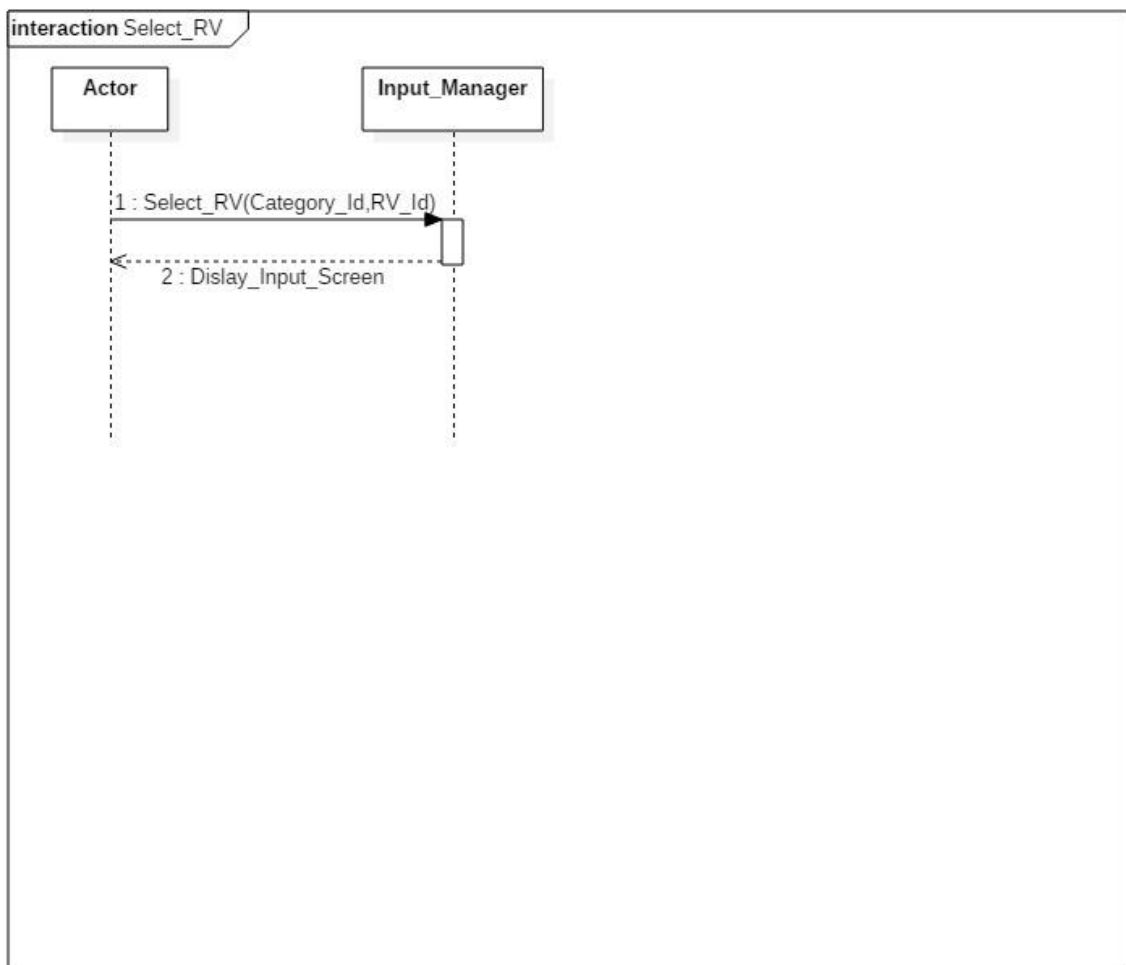 interaction Select_RV
Actor
Input_Manager
1 : Select_RV(Category_Id,RV_Id)
2 : Dislay_Input_Screen